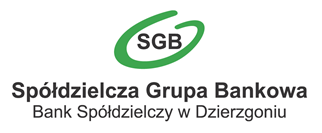 SGB
Spółdzielcza Grupa Bankowa
Bank Spółdzielczy w Dzierzgoniu